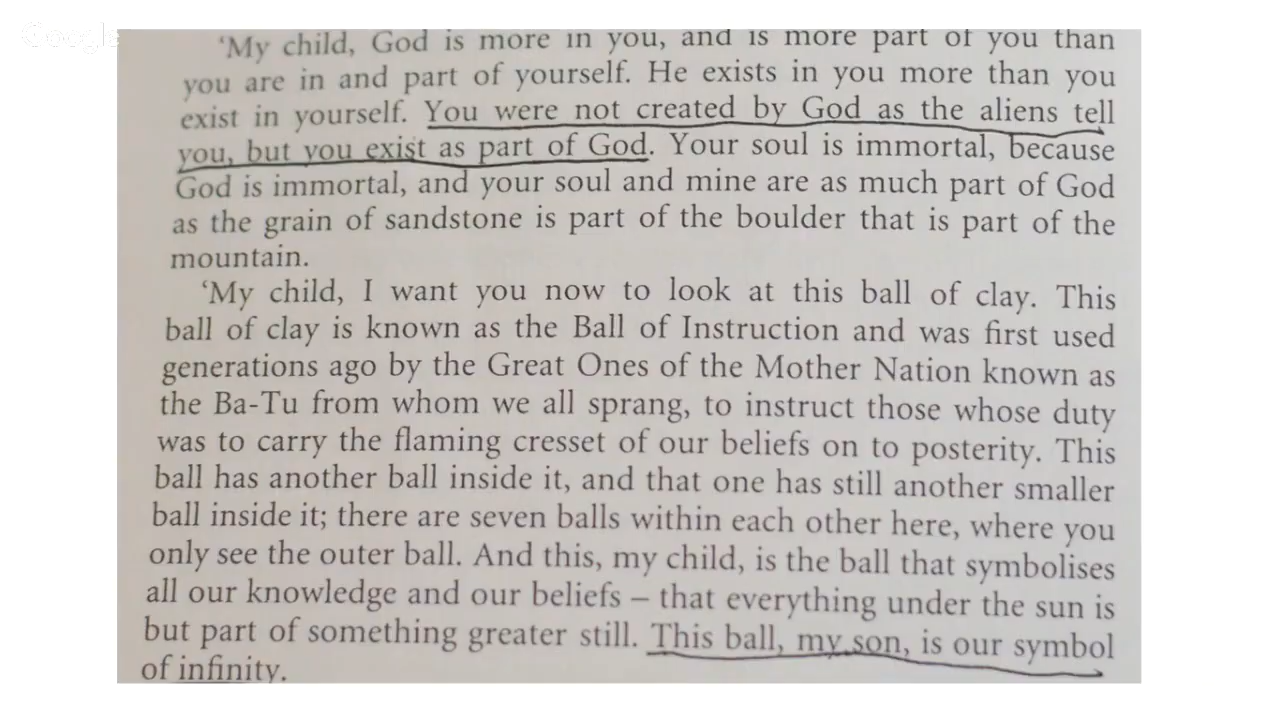 Google
'My child, God is more in you, and is more part of you than
you are in and part of yourself. He exists in you more than you
exist in yourself. You were not created by God as the aliens tell
you, but you exist as part of God. Your soul is immortal, because
God is immortal, and your soul and mine are as much part of God
as the grain of sandstone is part of the boulder that is part of the
mountain.
'My child, I want you now to look at this ball of clay. This
ball of clay is known as the Ball of Instruction and was first used
generations ago by the Great Ones of the Mother Nation known as
the Ba-Tu from whom we all sprang, to instruct those whose duty
was to carry the flaming cresset of our beliefs on to posterity. This
ball has another ball inside it, and that one has still another smaller
ball inside it; there are seven balls within each other here, where you
only see the outer ball. And this, my child, is the ball that symbolises
all our knowledge and our beliefs – that everything under the sun is
but part of something greater still. This ball, my son, is our symbol
of infinity.